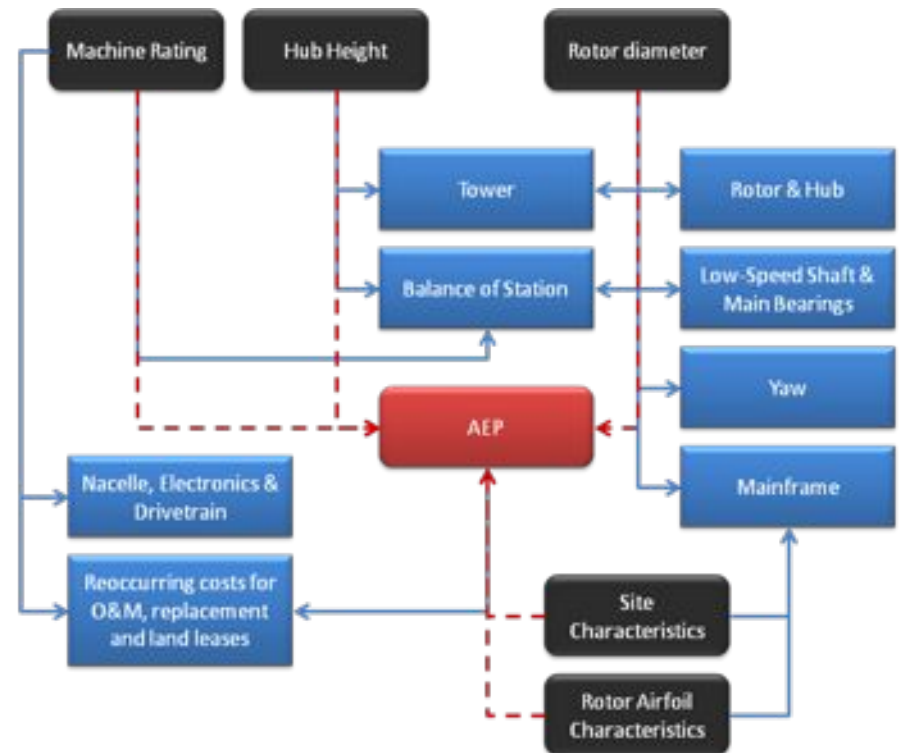 Machine Rating
Hub Height
Rotor diameter
Tower
Rotor & Hub
Balance of Station
Low-Speed Shaft &
Main Bearings
Yaw
AEP
Mainframe
Nacelle, Electronics &
Drivetrain
Reoccurring costs for
O&M, replacement
and land leases
Site
Characteristics
Rotor Airfoil
Characteristics